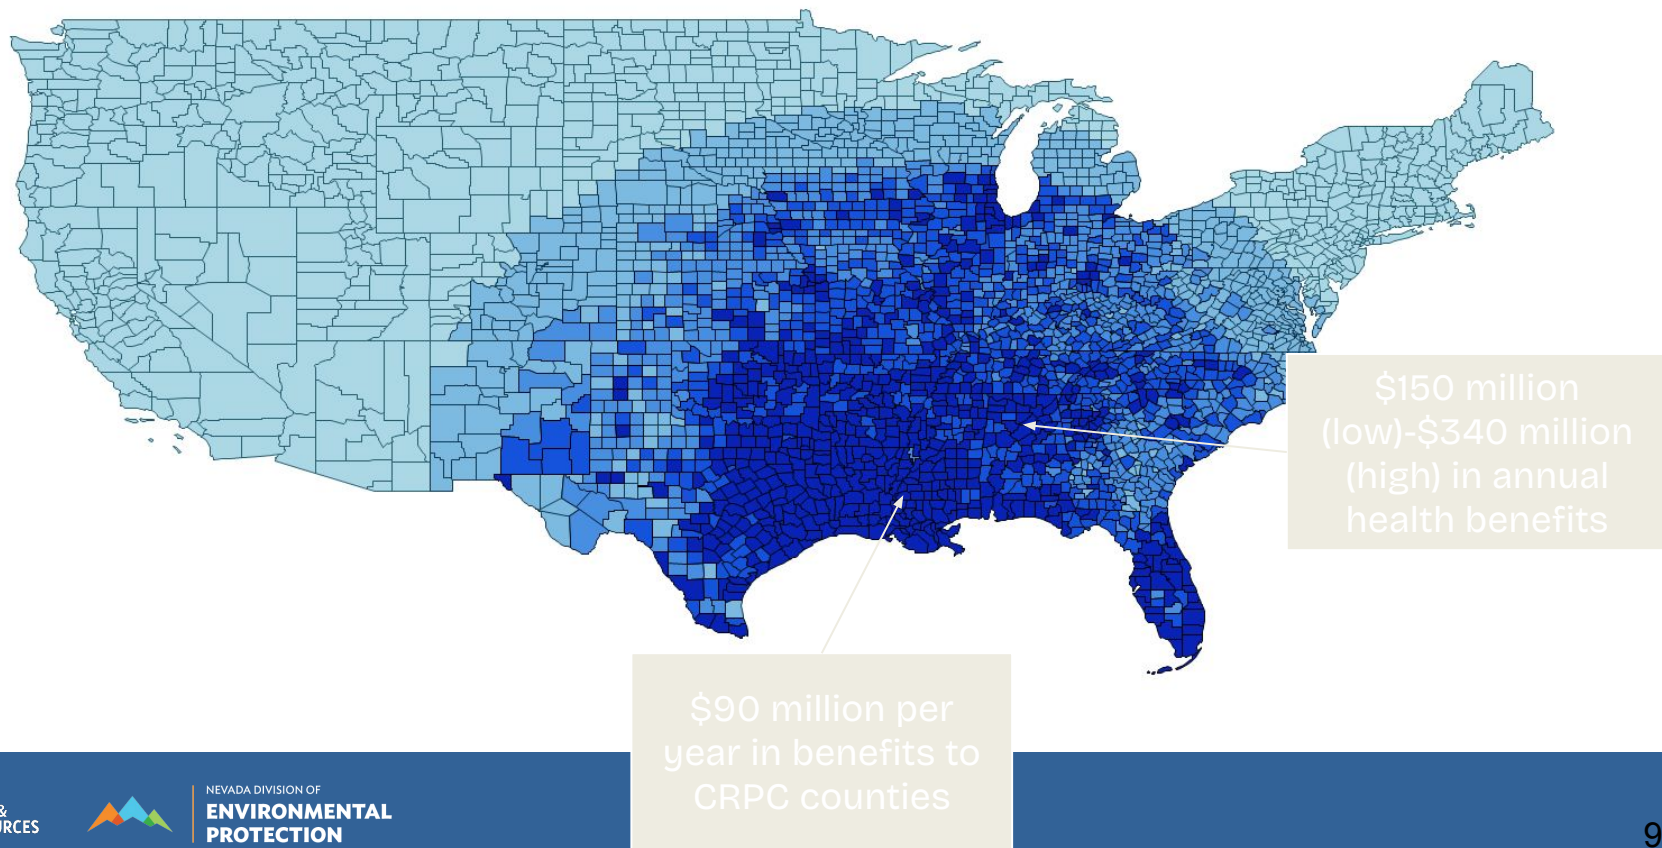 $150 million
(low)-$340 million
(high) in annual
health benefits
$90 million per
year in benefits to
CRPC counties
&
URCES
NEVADA DIVISION OF
ENVIRONMENTAL
PROTECTION
9